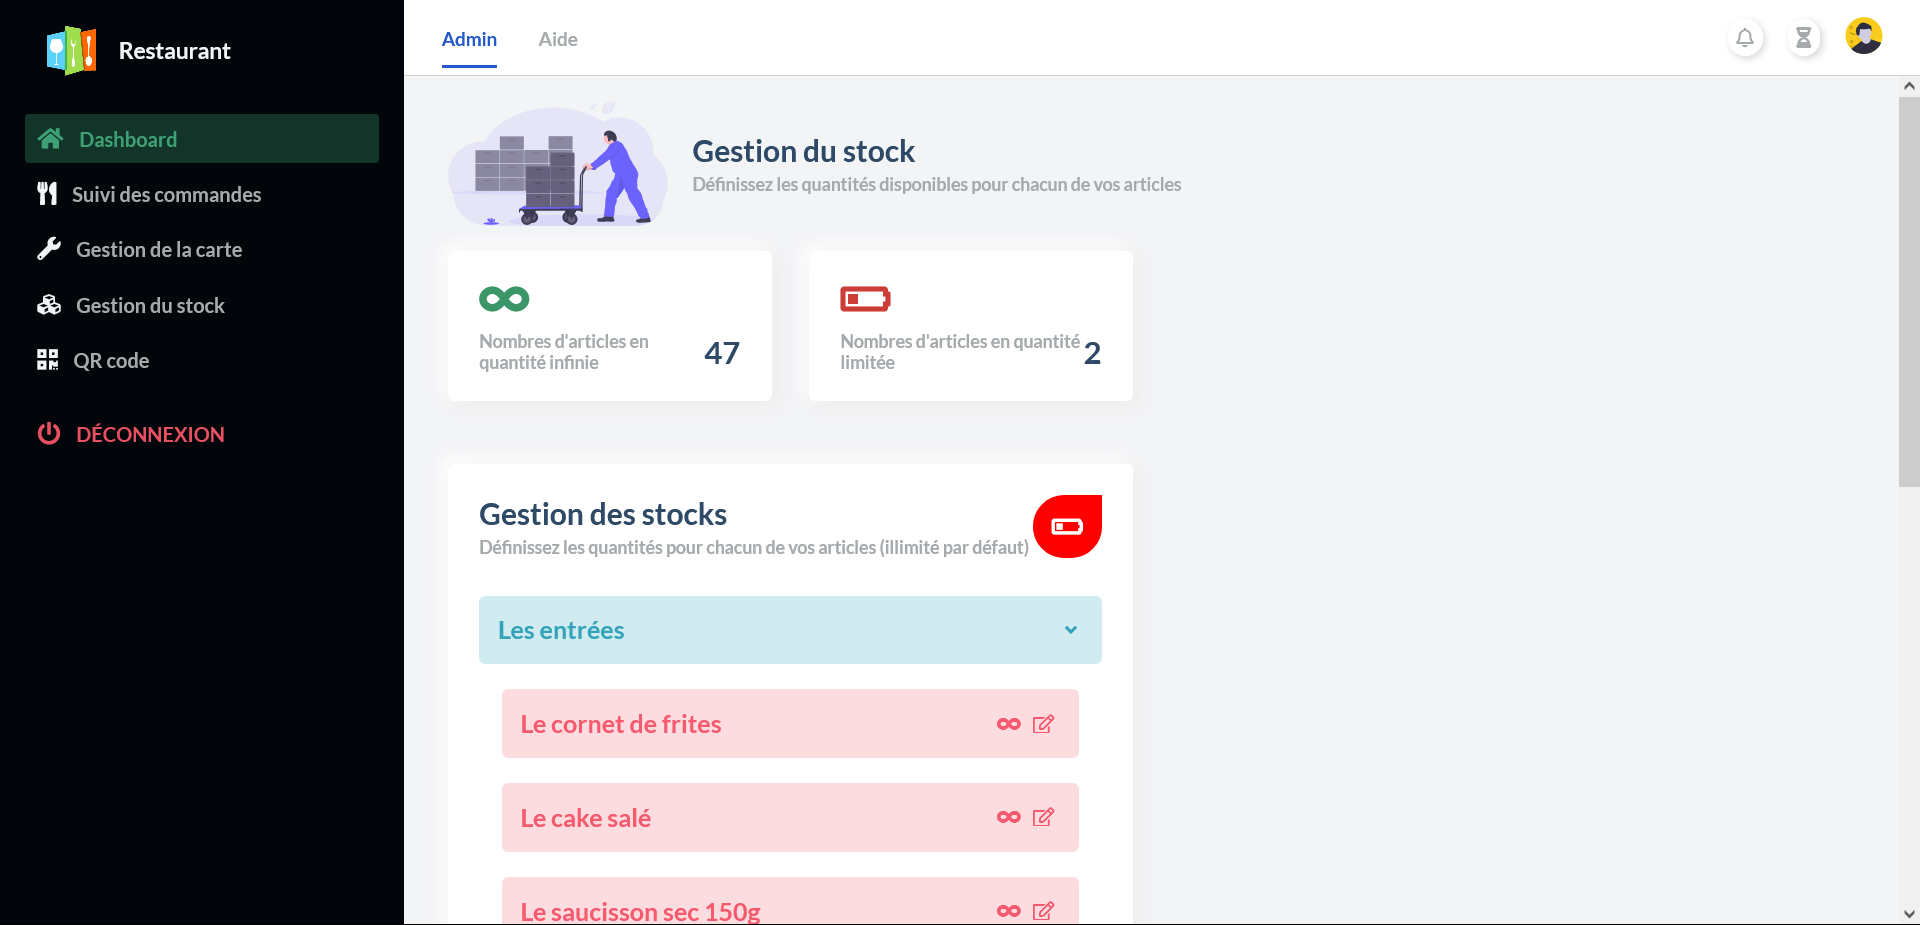 Restaurant
Dashboard
Suivi des commandes
Gestion de la carte
Gestion du stock
QR code
DÉCONNEXION
Admin
Aide
Gestion du stock
Définissez les quantités disponibles pour chacun de vos articles
Nombres d'articles en
quantité infinie
47
Nombres d'articles en quantité
limitée
2
Gestion des stocks
Définissez les quantités pour chacun de vos articles (illimité par défaut)
Les entrées
Le cornet de frites
Le cake salé
Le saucisson sec 150g